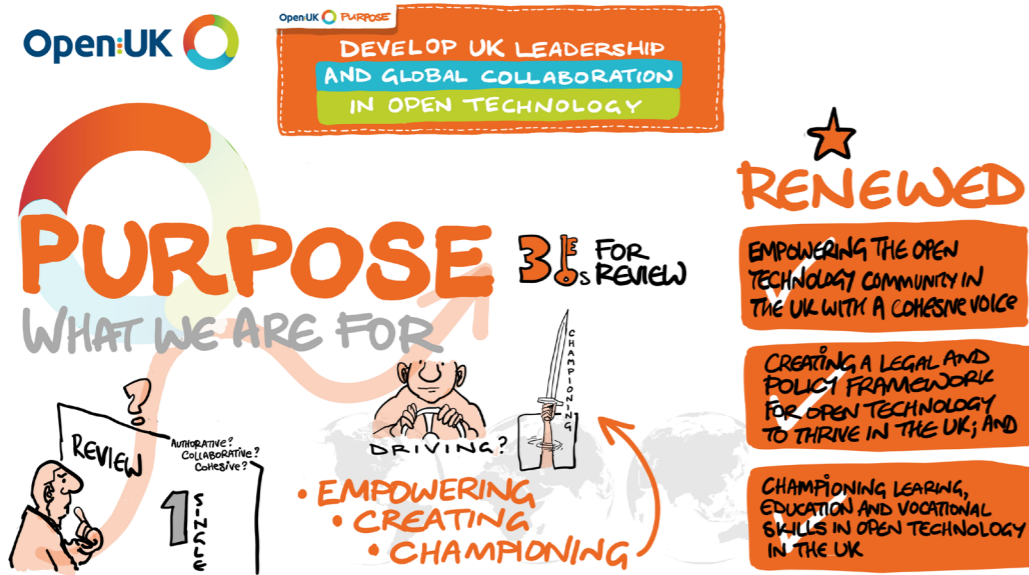 Open:UK
Open:UK PURPOSE
DEVELOP UK LEADERSHIP
AND GLOBAL COLLABORATION
IN OPEN TECHNOLOGY
PURPOSE
WHAT WE ARE FOR
3 KEYS FOR
REVIEW
?
REVIEW
AUTHORATIVE?
COLLABORATIVE?
COHESIVE?
1
SINGLE
DRIVING?
CHAMPIONING
• EMPOWERING
• CREATING
• CHAMPIONING
RENEWED
EMPOWERING THE OPEN
TECHNOLOGY COMMUNITY IN
THE UK WITH A COHESIVE VOICE
CREATING A LEGAL AND
POLICY FRAMEWORK
FOR OPEN TECHNOLOGY
TO THRIVE IN THE UK; AND
CHAMPIONING LEARING,
EDUCATION AND VOCATIONAL
SKILLS IN OPEN TECHNOLOGY
IN THE UK